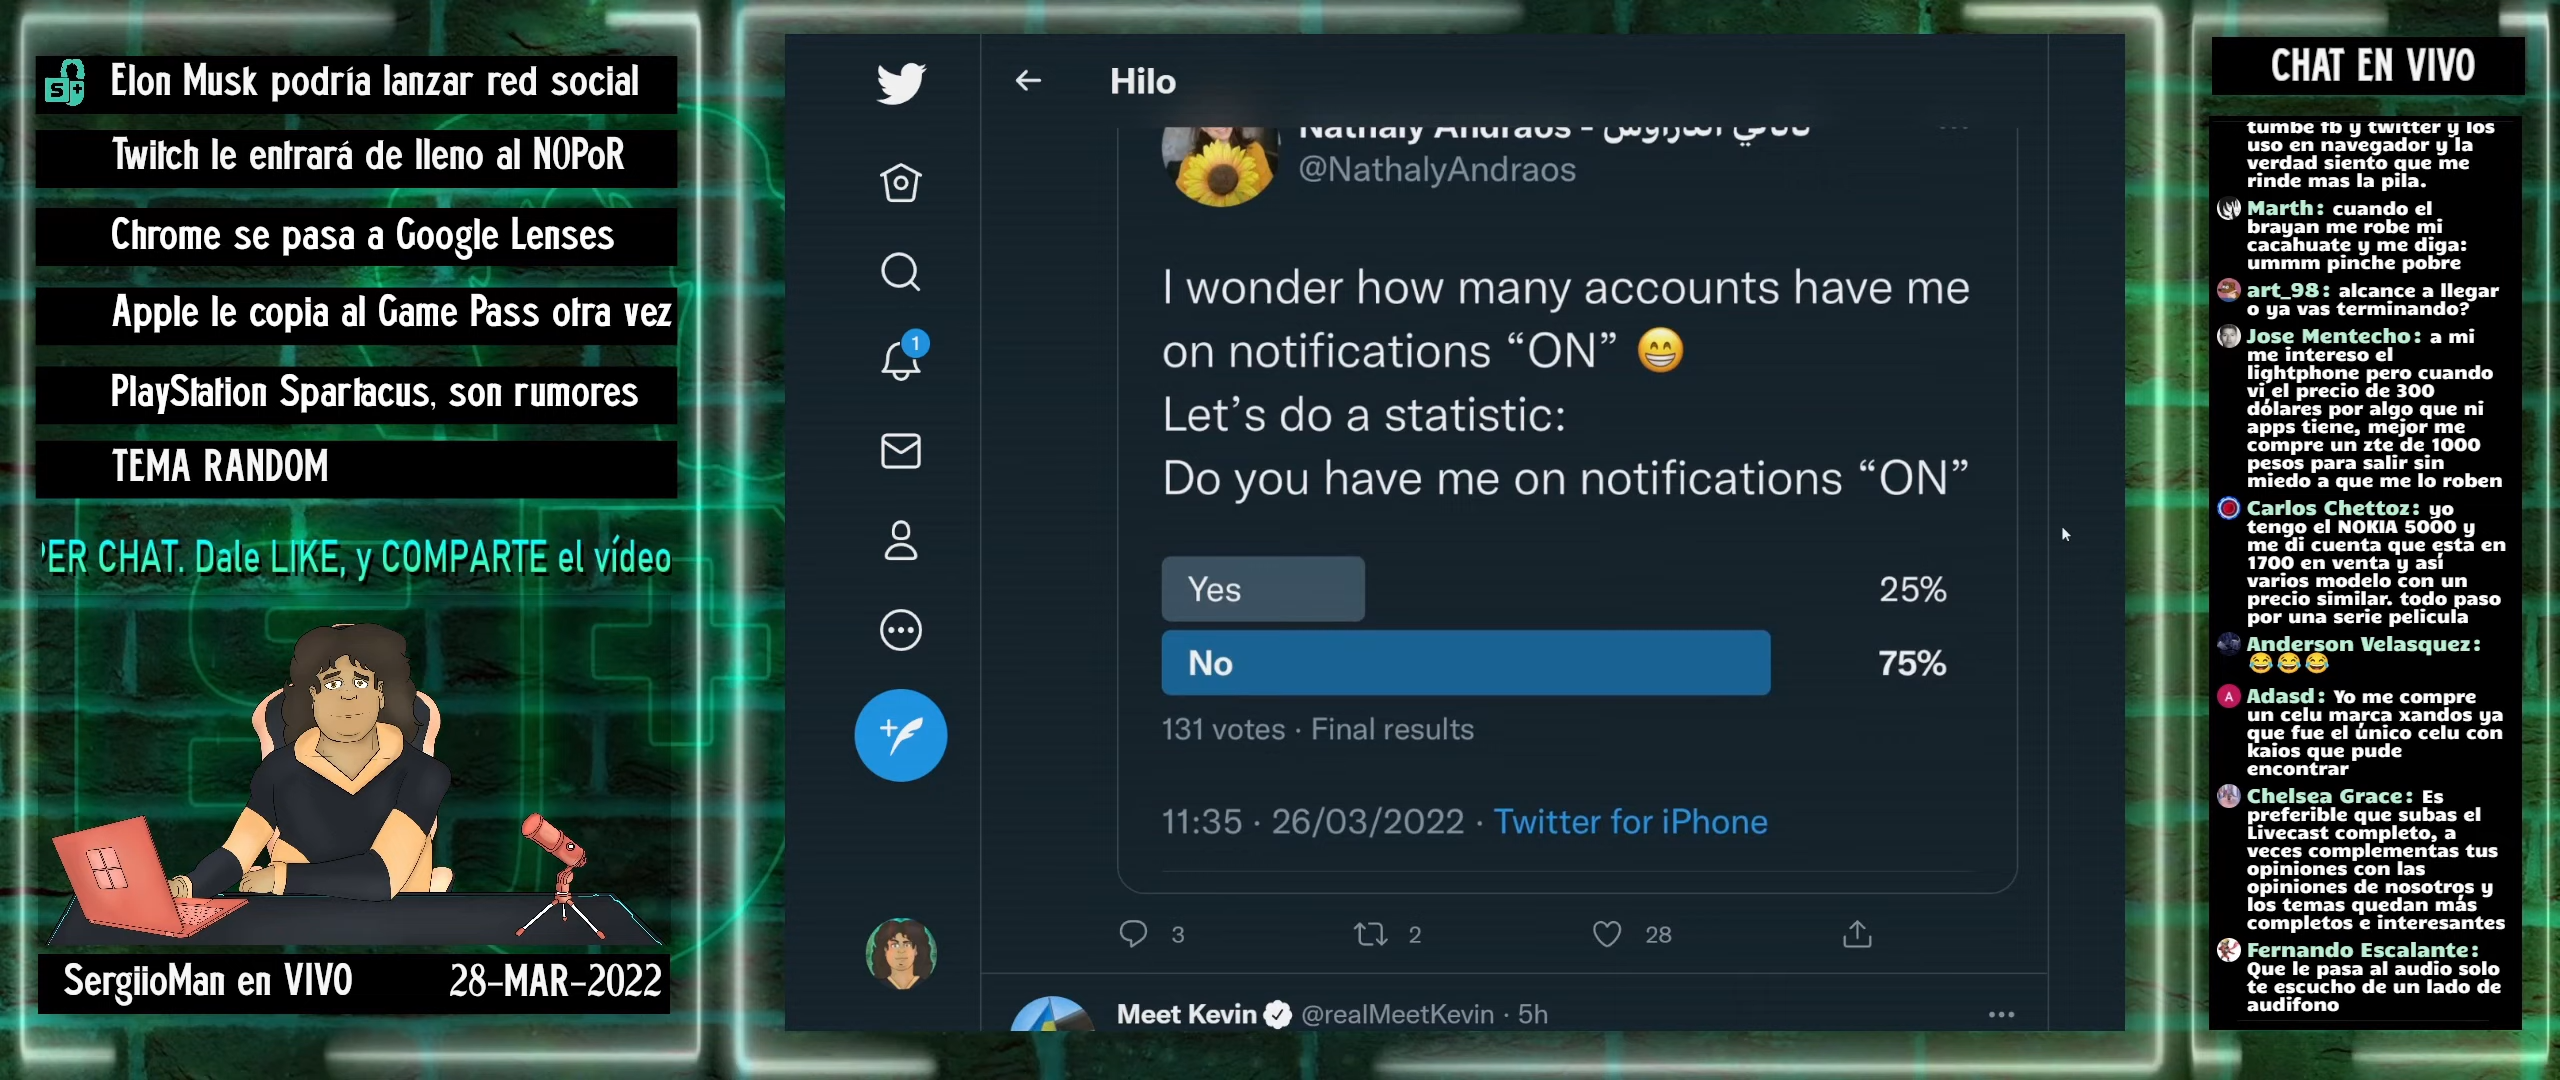 Elon Musk podría lanzar red social
Twitch le entrará de lleno al NOPoR
Chrome se pasa a Google Lenses
Apple le copia al Game Pass otra vez
PlayStation Spartacus, son rumores
TEMA RANDOM
ER CHAT. Dale LIKE, y COMPARTE el vídeo
SergiioMan en VIVO 28-MAR-2022
Hilo
1
Nathaly Andraos -
@NathalyAndraos
I wonder how many accounts have me
on notifications “ON” 😁
Let’s do a statistic:
Do you have me on notifications “ON”
Yes 25%
No 75%
131 votes · Final results
11:35 · 26/03/2022 · Twitter for iPhone
3 2 28
Meet Kevin @realMeetKevin · 5h
CHAT EN VIVO
tumbe fb y twitter y los
uso en navegador y la
verdad siento que me
rinde mas la pila.
Marth: cuando el
brayan me robe mi
cacahuate y me diga:
ummm pinche pobre
art_98: alcance a llegar
o ya vas terminando?
Jose Mentecho: a mi
me intereso el
lightphone pero cuando
vi el precio de 300
dólares por algo que ni
apps tiene, mejor me
compre un zte de 1000
pesos para salir sin
miedo a que me lo roben
Carlos Chettoz: yo
tengo el NOKIA 5000 y
me di cuenta que esta en
1700 en venta y así
varios modelo con un
precio similar. todo paso
por una serie pelicula
Anderson Velasquez:
😂😂😂
A
Adasd: Yo me compre
un celu marca xandos ya
que fue el único celu con
kaios que pude
encontrar
Chelsea Grace: Es
preferible que subas el
Livecast completo, a
veces complementas tus
opiniones con las
opiniones de nosotros y
los temas quedan más
completos e interesantes
Fernando Escalante:
Que le pasa al audio solo
te escucho de un lado de
audifono